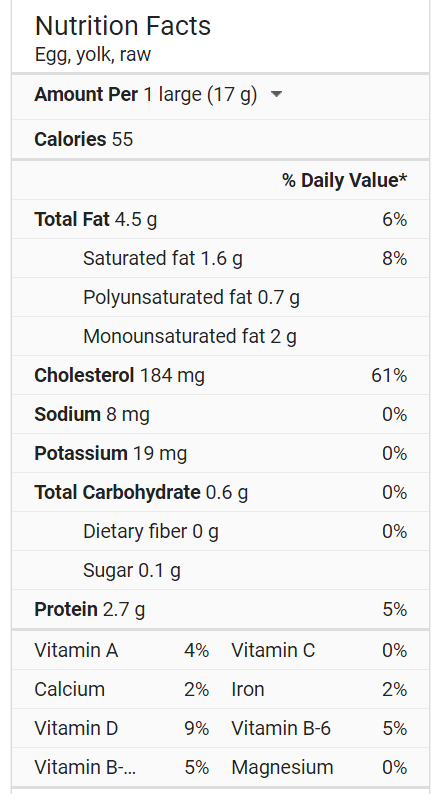 Nutrition Facts
Egg, yolk, raw
Amount Per 1 large (17 g)
Calories 55
% Daily Value*
Total Fat 4.5 g 6%
Saturated fat 1.6 g 8%
Polyunsaturated fat 0.7 g
Monounsaturated fat 2 g
Cholesterol 184 mg 61%
Sodium 8 mg 0%
Potassium 19 mg 0%
Total Carbohydrate 0.6 g 0%
Dietary fiber 0 g 0%
Sugar 0.1 g
Protein 2.7 g 5%
Vitamin A 4% Vitamin C 0%
Calcium 2% Iron 2%
Vitamin D 9% Vitamin B-6 5%
Vitamin B-... 5% Magnesium 0%